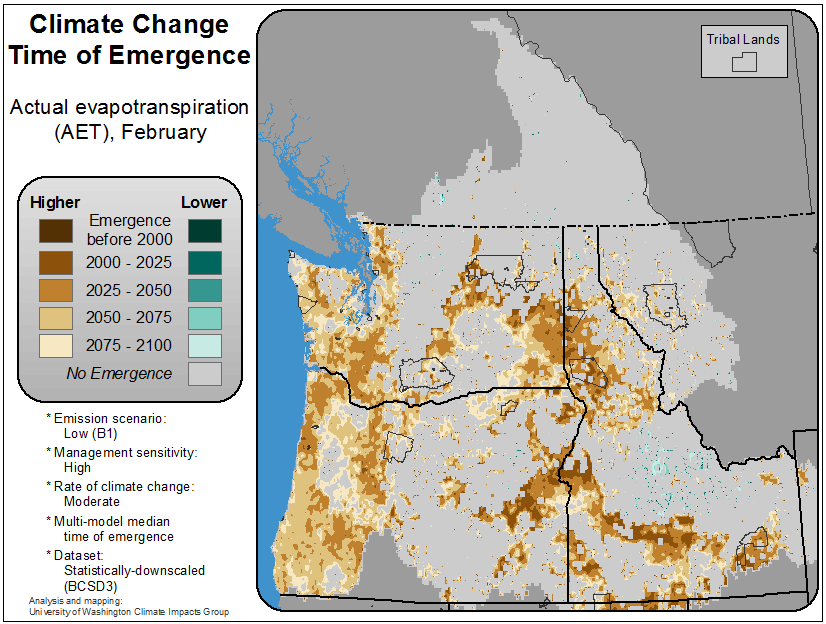 Climate Change
Time of Emergence
Actual evapotranspiration
(AET), February
Higher
Lower
Emergence
before 2000
2000 - 2025
2025 - 2050
2050 - 2075
2075 - 2100
No Emergence
* Emission scenario:
Low (B1)
* Management sensitivity:
High
* Rate of climate change:
Moderate
* Multi-model median
time of emergence
* Dataset:
Statistically-downscaled
(BCSD3)
Analysis and mapping:
University of Washington Climate Impacts Group
Tribal Lands